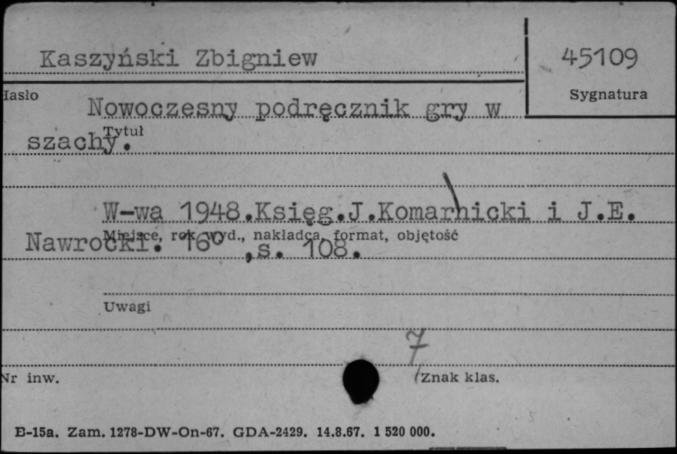 Kaszyński Zbigniew
45109
Hasło
Sygnatura
Nowoczesny podręcznik gry w
Tytuł
szachy.
W-wa 1948.Księg.J.Komarnicki i J.E.
Miejsce, rok wyd., nakładca, format, objętość
Nawrocki. 16º ,s. 108.
Uwagi
7
Nr inw.
Znak klas.
E-15a. Zam. 1278-DW-On-67. GDA-2429. 14.8.67. 1 520 000.